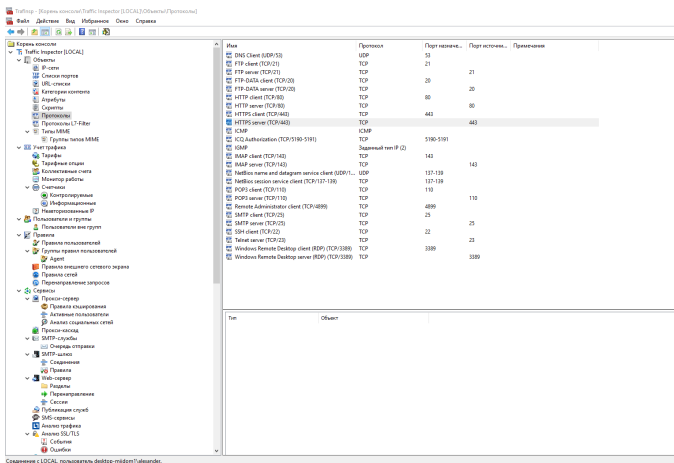 TrafInsp - [Корень консоли\Traffic Inspector [LOCAL]\Объекты\Протоколы]
Файл Действие Вид Избранное Окно Справка
Корень консоли
Traffic Inspector [LOCAL]
Объекты
IP-сети
Списки портов
URL-списки
Категории контента
Атрибуты
Скрипты
Протоколы
Протоколы L7-Filter
Типы MIME
Группы типов MIME
Учет трафика
Тарифы
Тарифные опции
Коллективные счета
Монитор работы
Счетчики
Контролируемые
Информационные
Неавторизованные IP
Пользователи и группы
Пользователи вне групп
Правила
Правила пользователей
Группы правил пользователей
Agent
Правила внешнего сетевого экрана
Правила сетей
Перенаправление запросов
Сервисы
Прокси-сервер
Правила кэширования
Активные пользователи
Анализ социальных сетей
Прокси-каскад
SMTP-службы
Очередь отправки
SMTP-шлюз
Соединения
Правила
Web-сервер
Разделы
Перенаправление
Сессии
Публикация служб
SMS-сервисы
Анализ трафика
Анализ SSL/TLS
События
Ошибки
Имя Протокол Порт назначе... Порт источни... Примечания
DNS Client (UDP/53) UDP 53
FTP client (TCP/21) TCP 21
FTP server (TCP/21) TCP 21
FTP-DATA client (TCP/20) TCP 20
FTP-DATA server (TCP/20) TCP 20
HTTP client (TCP/80) TCP 80
HTTP server (TCP/80) TCP 80
HTTPS client (TCP/443) TCP 443
HTTPS server (TCP/443) TCP 443
ICMP ICMP
ICQ Authorization (TCP/5190-5191) TCP 5190-5191
IGMP Заданный тип IP (2)
IMAP client (TCP/143) TCP 143
IMAP server (TCP/143) TCP 143
NetBios name and datagram service client (UDP/1... UDP 137-139
NetBios session service client (TCP/137-139) TCP 137-139
POP3 client (TCP/110) TCP 110
POP3 server (TCP/110) TCP 110
Remote Administrator client (TCP/4899) TCP 4899
SMTP client (TCP/25) TCP 25
SMTP server (TCP/25) TCP 25
SSH client (TCP/22) TCP 22
Telnet server (TCP/23) TCP 23
Windows Remote Desktop client (RDP) (TCP/3389) TCP 3389
Windows Remote Desktop server (RDP) (TCP/3389) TCP 3389
Тип Объект
Соединение с LOCAL, пользователь